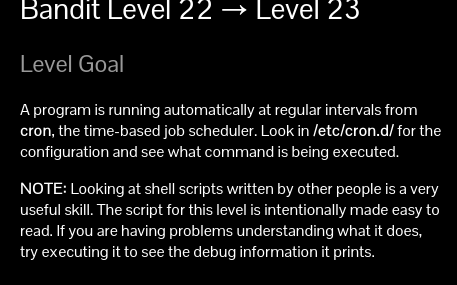 Bandit Level 22 → Level 23
Level Goal
A program is running automatically at regular intervals from
cron, the time-based job scheduler. Look in /etc/cron.d/ for the
configuration and see what command is being executed.
NOTE: Looking at shell scripts written by other people is a very
useful skill. The script for this level is intentionally made easy to
read. If you are having problems understanding what it does,
try executing it to see the debug information it prints.